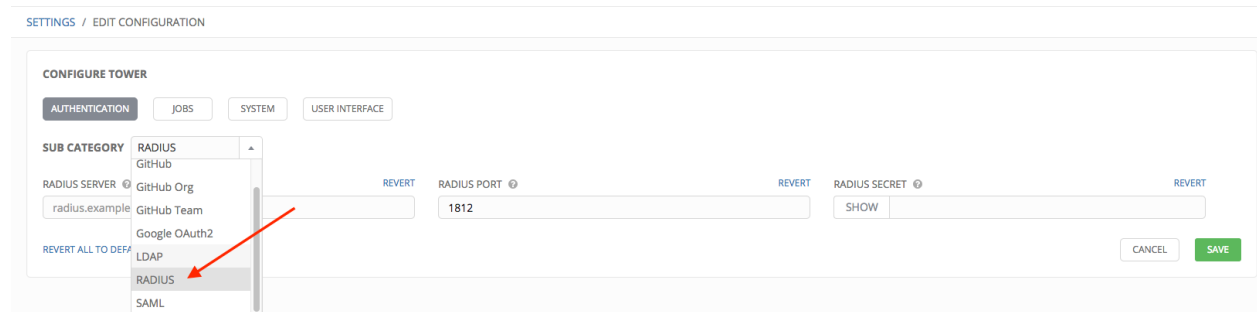 SETTINGS / EDIT CONFIGURATION
CONFIGURE TOWER
AUTHENTICATION JOBS SYSTEM USER INTERFACE
SUB CATEGORY RADIUS
GitHub
GitHub Org
GitHub Team
Google OAuth2
LDAP
RADIUS
SAML
RADIUS SERVER REVERT RADIUS PORT REVERT RADIUS SECRET REVERT
radius.example 1812 SHOW
REVERT ALL TO DEFA CANCEL SAVE